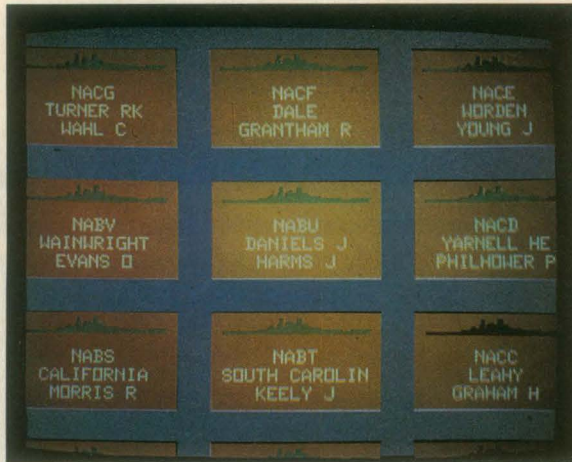 NACG
TURNER RK
WAHL C
NACF
DALE
GRANTHAM R
NACE
WORDEN
YOUNG J
NABV
WAINWRIGHT
EVANS D
NABU
DANIELS J
HARMS J
NACD
YARNELL HE
PHILHOWER P
NABS
CALIFORNIA
MORRIS R
NABT
SOUTH CAROLIN
KEELY J
NACC
LEAHY
GRAHAM H